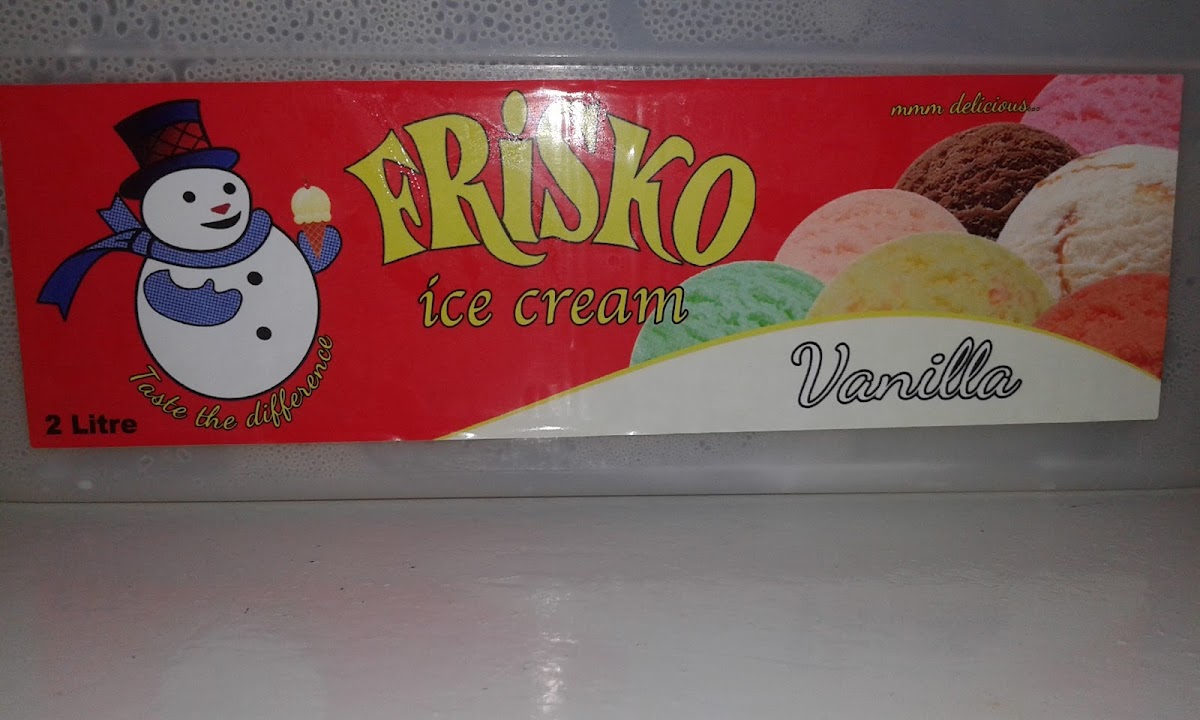 mmm delicious...
FRiSKO
ice cream
Vanilla
Taste the difference
2 Litre